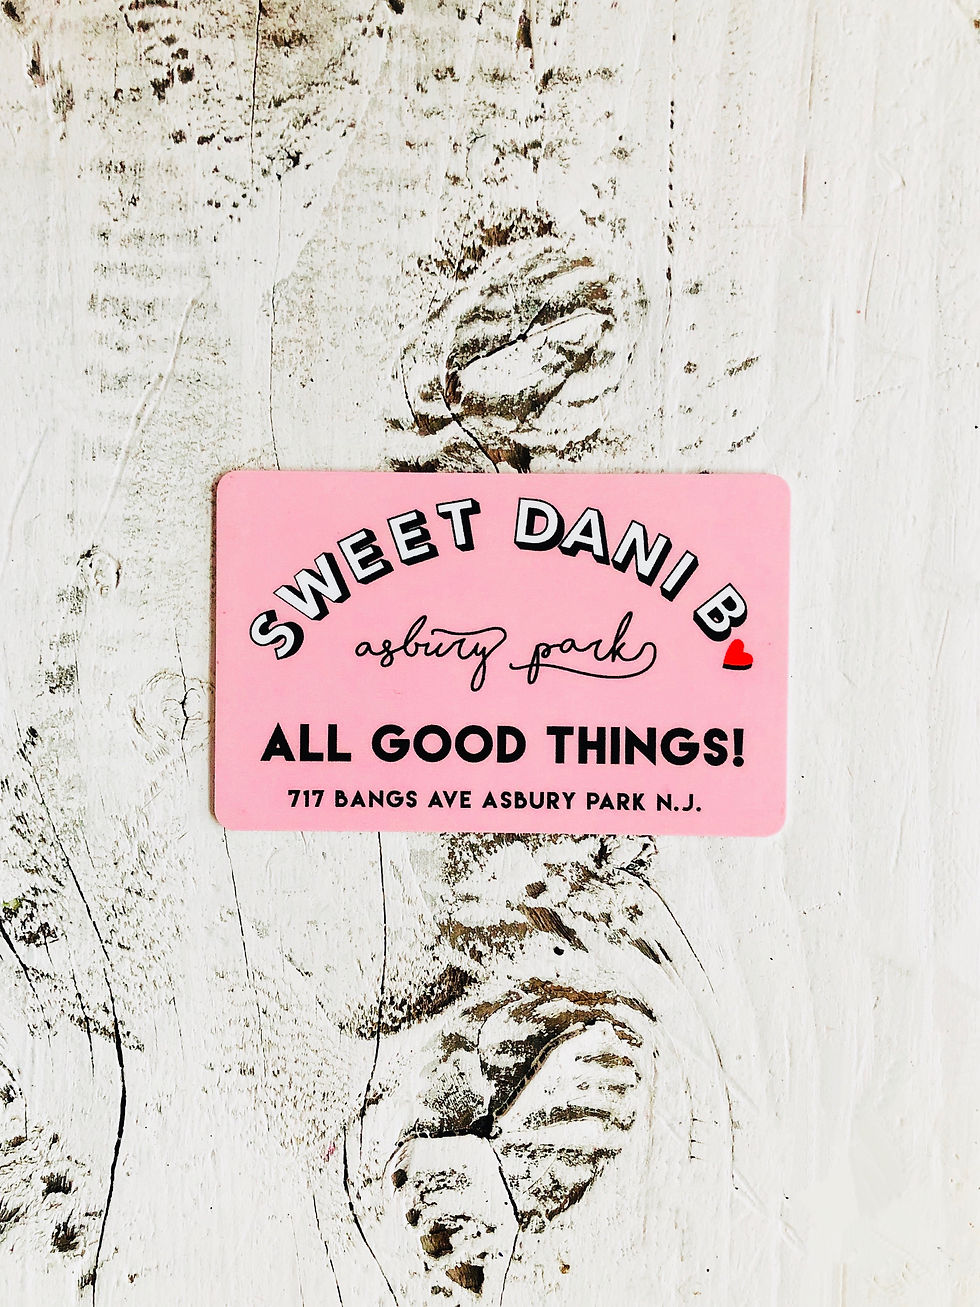 SWEET DANI B
asbury park
ALL GOOD THINGS!
717 BANGS AVE ASBURY PARK N.J.